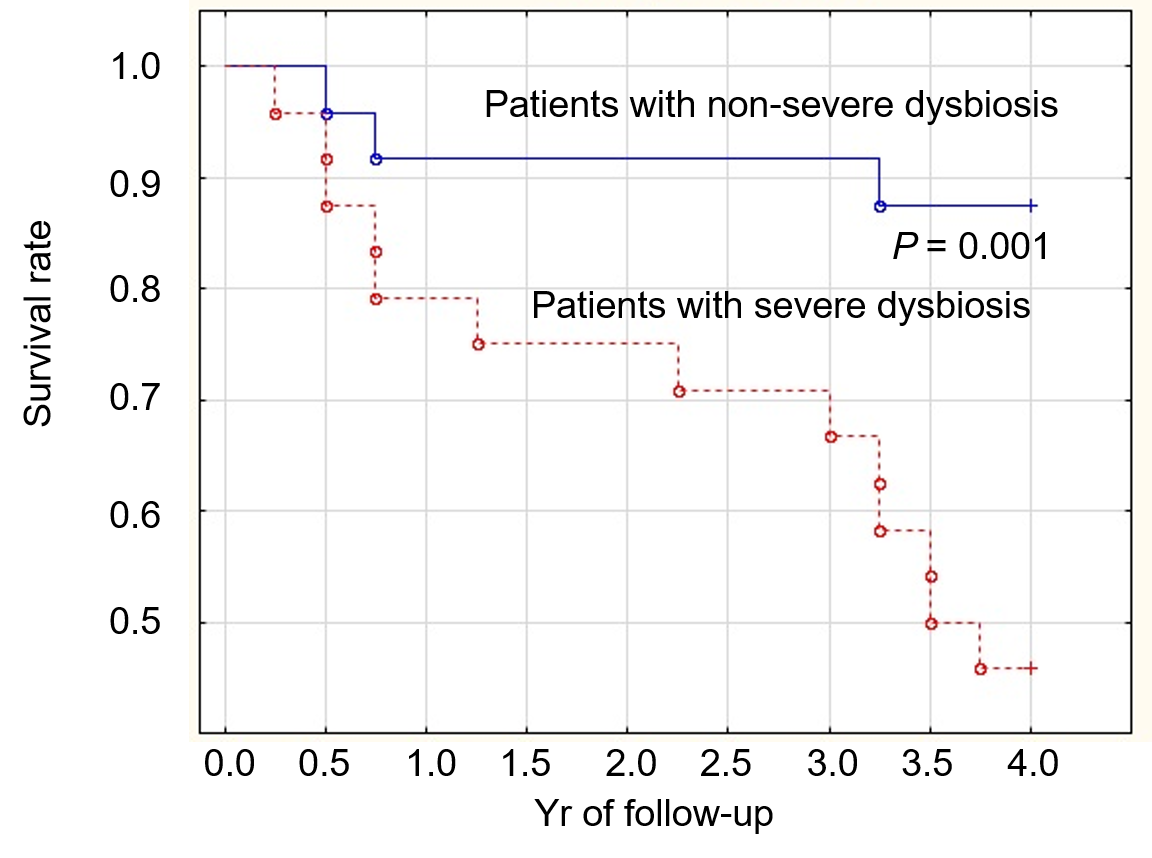 1.0
Patients with non-severe dysbiosis
0.9
P = 0.001
0.8
Patients with severe dysbiosis
Survival rate
0.7
0.6
0.5
0.0 0.5 1.0 1.5 2.0 2.5 3.0 3.5 4.0
Yr of follow-up